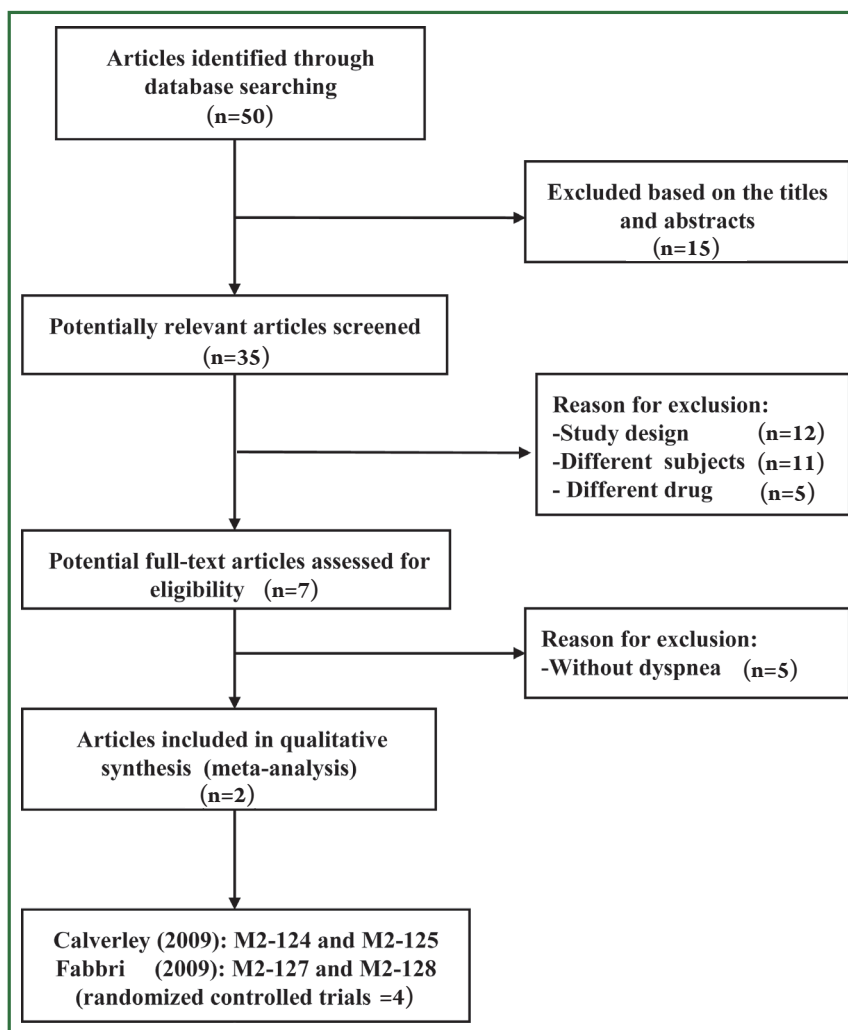 Articles identified through
database searching
(n=50)
Excluded based on the titles
and abstracts
(n=15)
Potentially relevant articles screened
(n=35)
Reason for exclusion:
-Study design (n=12)
-Different subjects (n=11)
- Different drug (n=5)
Potential full-text articles assessed for
eligibility (n=7)
Reason for exclusion:
-Without dyspnea (n=5)
Articles included in qualitative
synthesis (meta-analysis)
(n=2)
Calverley (2009): M2-124 and M2-125
Fabbri (2009): M2-127 and M2-128
(randomized controlled trials =4)